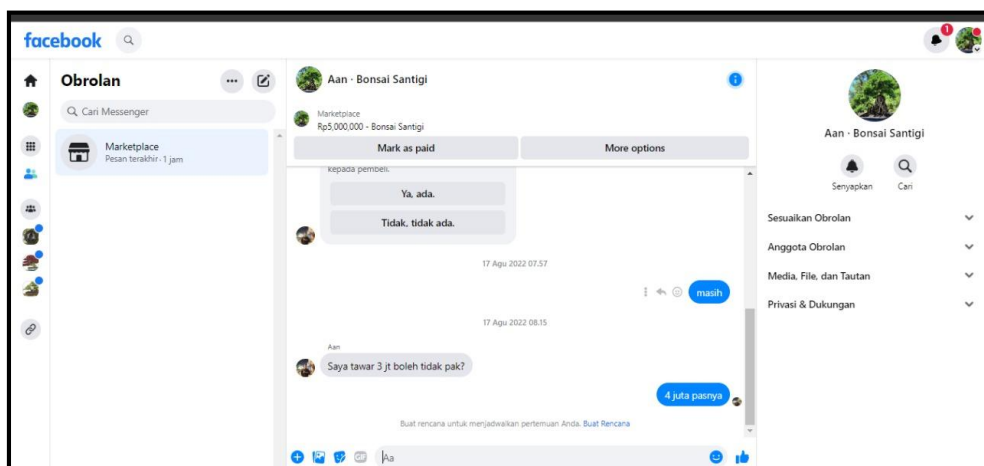 facebook
1
Obrolan
Cari Messenger
Marketplace
Pesan terakhir · 1 jam
Aan · Bonsai Santigi
Marketplace
Rp5,000,000 - Bonsai Santigi
Mark as paid
More options
kepada pembeli.
Ya, ada.
Tidak, tidak ada.
17 Agu 2022 07.57
masih
17 Agu 2022 08.15
Aan
Saya tawar 3 jt boleh tidak pak?
4 juta pasnya
Buat rencana untuk menjadwalkan pertemuan Anda. Buat Rencana
GIF
Aa
Aan · Bonsai Santigi
Senyapkan
Cari
Sesuaikan Obrolan
Anggota Obrolan
Media, File, dan Tautan
Privasi & Dukungan